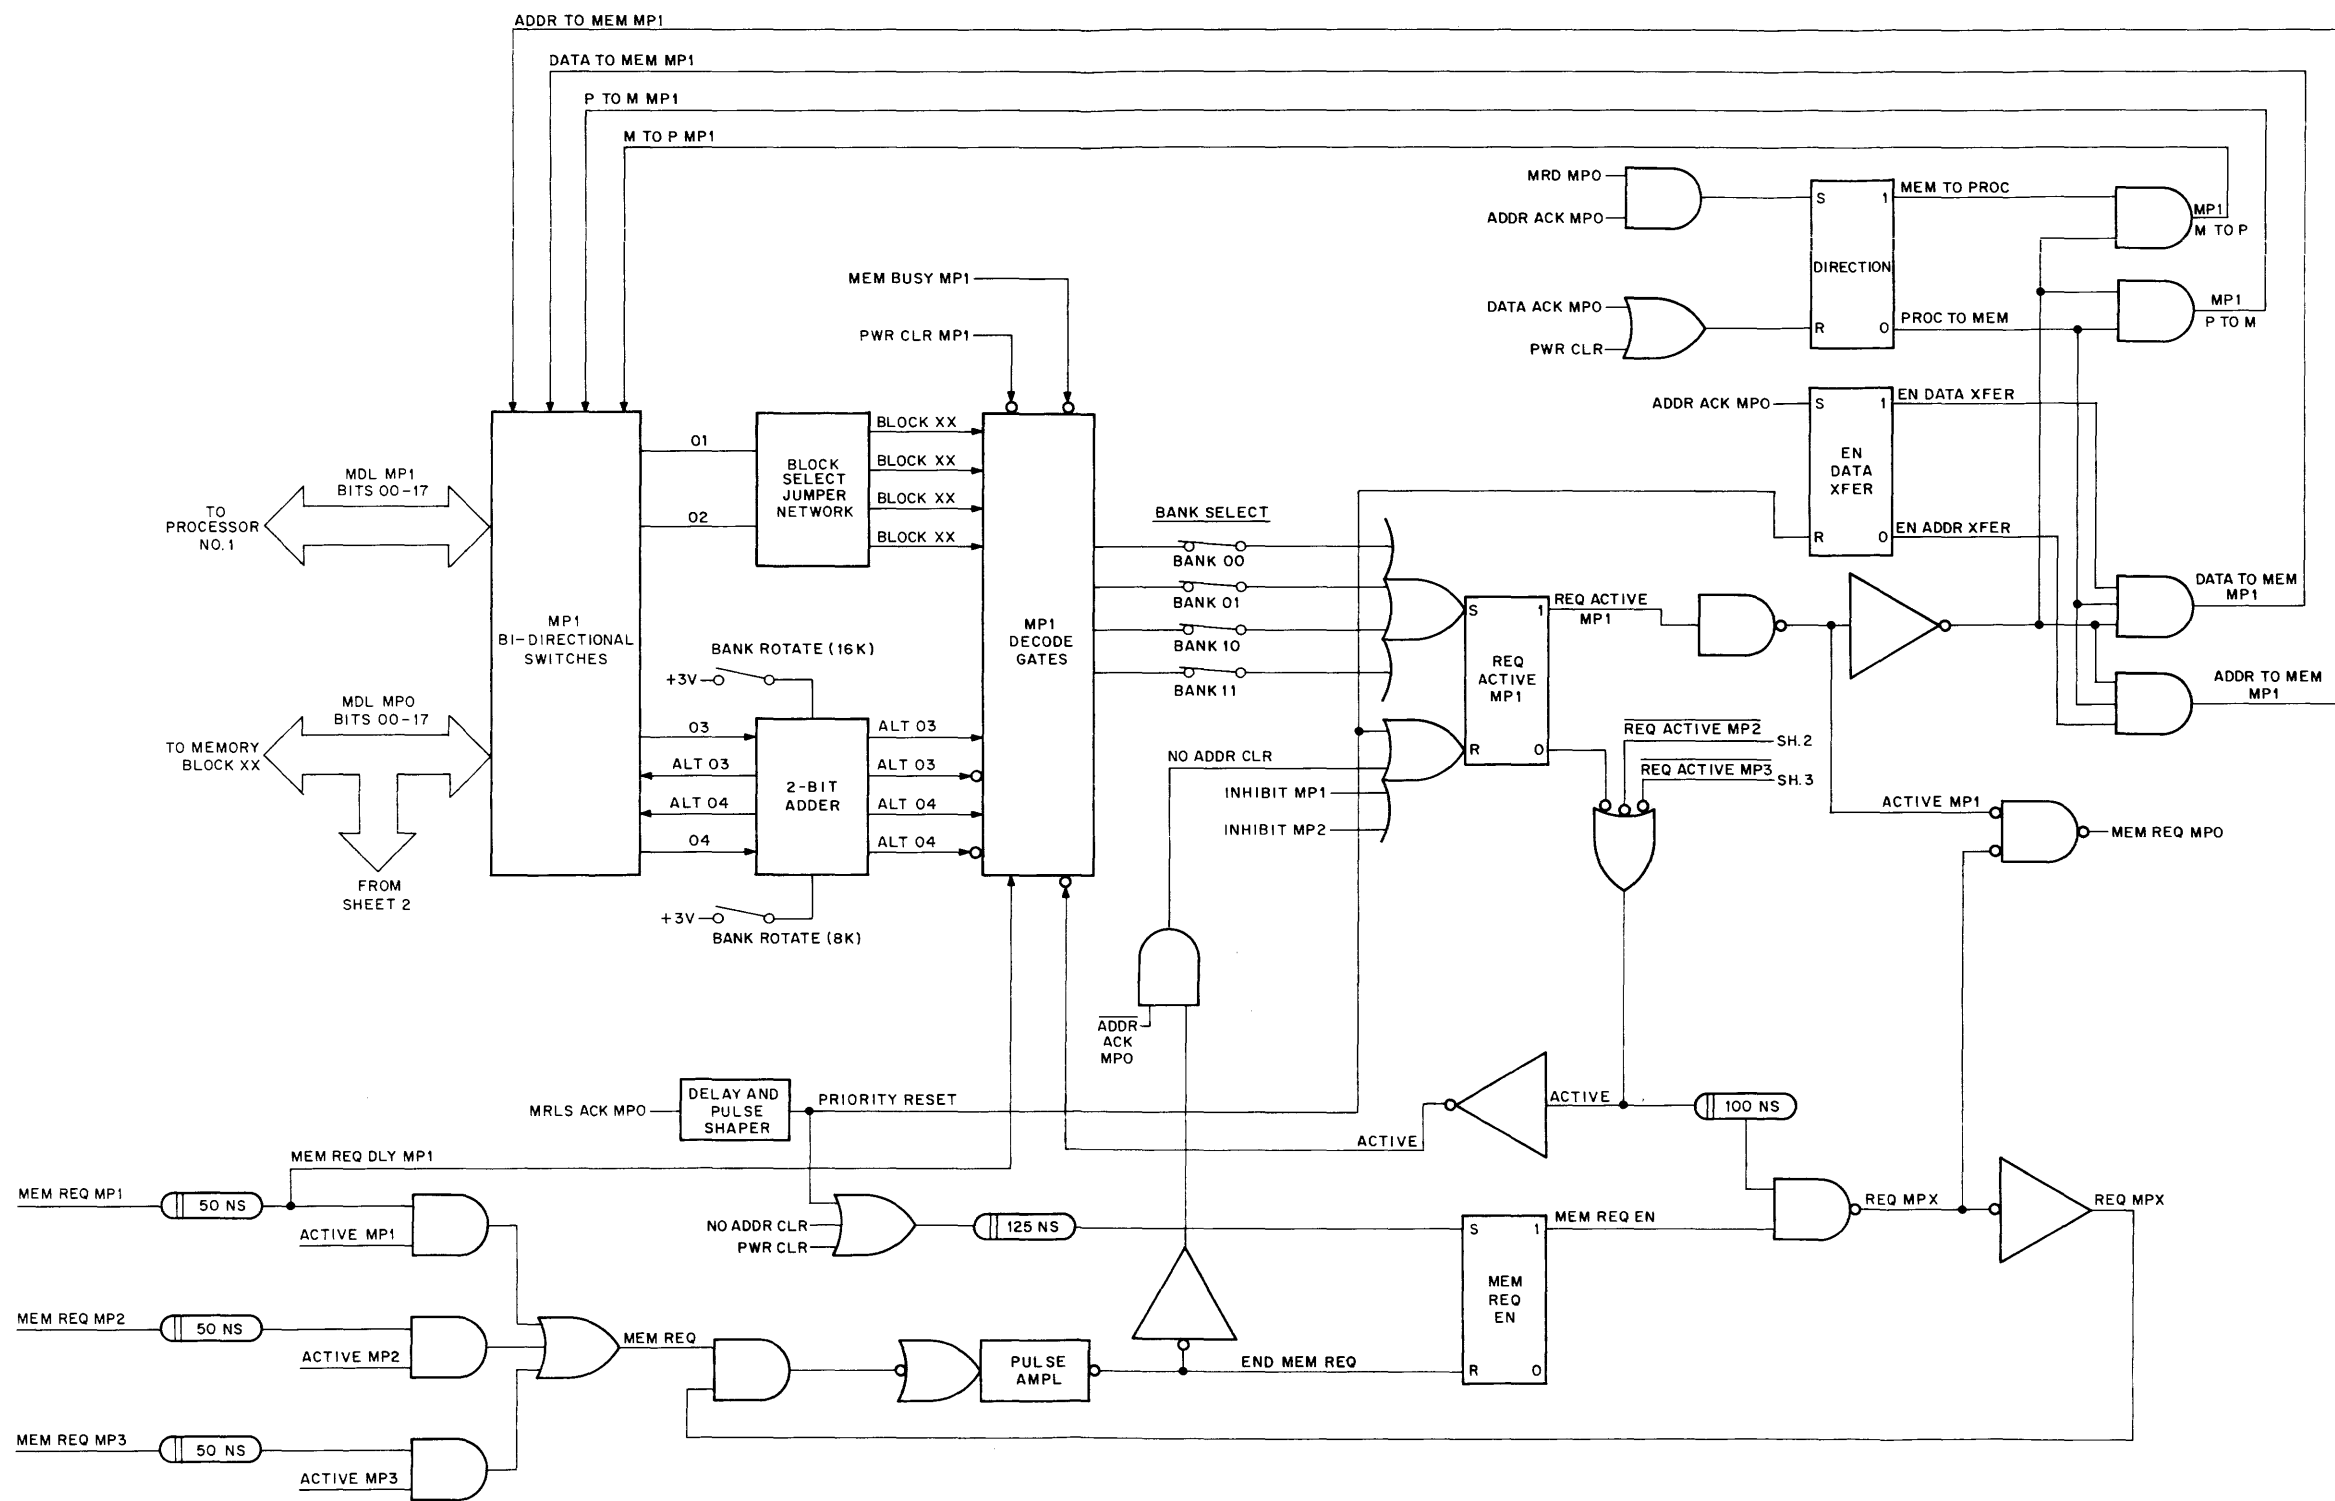 ADDR TO MEM MP1
DATA TO MEM MP1
P TO M MP1
M TO P MP1
MRD MPO
ADDR ACK MPO
S
1
MEM TO PROC
MP1
M TO P
DIRECTION
DATA ACK MPO
PWR CLR
R
0
PROC TO MEM
MP1
P TO M
MEM BUSY MP1
PWR CLR MP1
ADDR ACK MPO
S
1
EN DATA XFER
EN
DATA
XFER
R
0
EN ADDR XFER
MDL MP1
BITS 00-17
TO
PROCESSOR
NO.1
01
02
BLOCK
SELECT
JUMPER
NETWORK
BLOCK XX
BLOCK XX
BLOCK XX
BLOCK XX
BANK SELECT
BANK 00
BANK 01
BANK 10
BANK 11
MP1
BI-DIRECTIONAL
SWITCHES
MP1
DECODE
GATES
BANK ROTATE (16K)
+3V
S
1
REQ
ACTIVE
MP1
R
0
REQ ACTIVE
MP1
DATA TO MEM
MP1
ADDR TO MEM
MP1
MDL MPO
BITS 00-17
TO MEMORY
BLOCK XX
FROM
SHEET 2
03
ALT 03
ALT 04
04
2-BIT
ADDER
ALT 03
ALT 03
ALT 04
ALT 04
+3V
BANK ROTATE (8K)
NO ADDR CLR
INHIBIT MP1
INHIBIT MP2
REQ ACTIVE MP2
SH.2
REQ ACTIVE MP3
SH.3
ACTIVE MP1
MEM REQ MPO
ADDR
ACK
MPO
MRLS ACK MPO
DELAY AND
PULSE
SHAPER
PRIORITY RESET
ACTIVE
ACTIVE
100 NS
MEM REQ DLY MP1
MEM REQ MP1
50 NS
ACTIVE MP1
NO ADDR CLR
PWR CLR
125 NS
S
1
MEM REQ EN
MEM
REQ
EN
R
0
REQ MPX
REQ MPX
MEM REQ MP2
50 NS
ACTIVE MP2
MEM REQ
PULSE
AMPL
END MEM REQ
MEM REQ MP3
50 NS
ACTIVE MP3